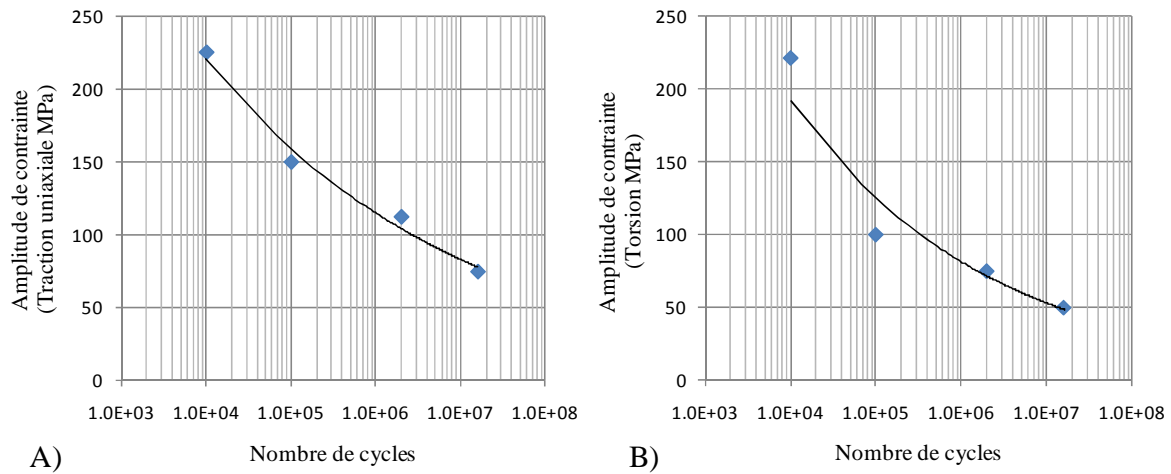 250
200
150
100
50
0
1.0E+03 1.0E+04 1.0E+05 1.0E+06 1.0E+07 1.0E+08
Amplitude de contrainte
(Traction uniaxiale MPa)
Nombre de cycles
A)
250
200
150
100
50
0
1.0E+03 1.0E+04 1.0E+05 1.0E+06 1.0E+07 1.0E+08
Amplitude de contrainte
(Torsion MPa)
Nombre de cycles
B)